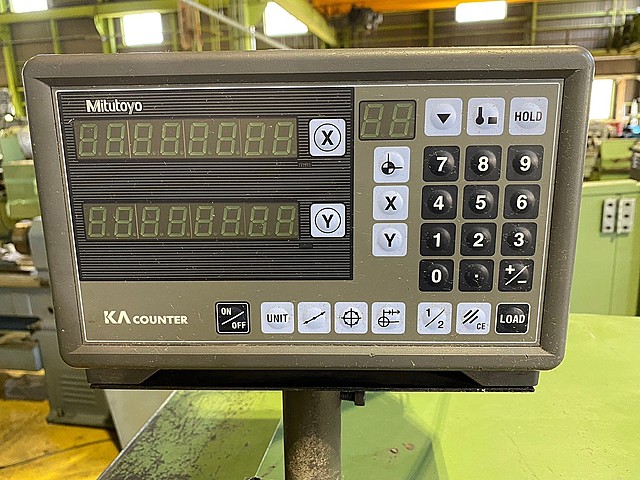 Mitutoyo
X
Y
HOLD
7 8 9
X 4 5 6
Y 1 2 3
0 . +/-
KA COUNTER
ON/OFF
UNIT
1/2
CE
LOAD